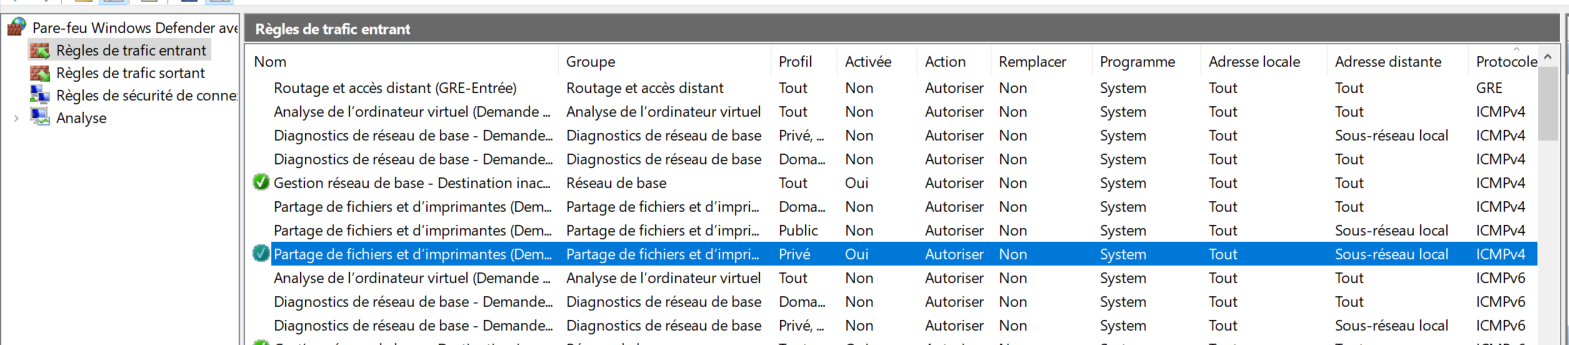 Pare-feu Windows Defender ave
Règles de trafic entrant
Règles de trafic sortant
Règles de sécurité de conne
Analyse
Règles de trafic entrant
Nom Groupe Profil Activée Action Remplacer Programme Adresse locale Adresse distante Protocole
Routage et accès distant (GRE-Entrée) Routage et accès distant Tout Non Autoriser Non System Tout Tout GRE
Analyse de l’ordinateur virtuel (Demande ... Analyse de l’ordinateur virtuel Tout Non Autoriser Non System Tout Tout ICMPv4
Diagnostics de réseau de base - Demande... Diagnostics de réseau de base Privé, ... Non Autoriser Non System Tout Sous-réseau local ICMPv4
Diagnostics de réseau de base - Demande... Diagnostics de réseau de base Doma... Non Autoriser Non System Tout Tout ICMPv4
Gestion réseau de base - Destination inac... Réseau de base Tout Oui Autoriser Non System Tout Tout ICMPv4
Partage de fichiers et d’imprimantes (Dem... Partage de fichiers et d’impri... Doma... Non Autoriser Non System Tout Tout ICMPv4
Partage de fichiers et d’imprimantes (Dem... Partage de fichiers et d’impri... Public Non Autoriser Non System Tout Sous-réseau local ICMPv4
Partage de fichiers et d’imprimantes (Dem... Partage de fichiers et d’impri... Privé Oui Autoriser Non System Tout Sous-réseau local ICMPv4
Analyse de l’ordinateur virtuel (Demande ... Analyse de l’ordinateur virtuel Tout Non Autoriser Non System Tout Tout ICMPv6
Diagnostics de réseau de base - Demande... Diagnostics de réseau de base Doma... Non Autoriser Non System Tout Tout ICMPv6
Diagnostics de réseau de base - Demande... Diagnostics de réseau de base Privé, ... Non Autoriser Non System Tout Sous-réseau local ICMPv6